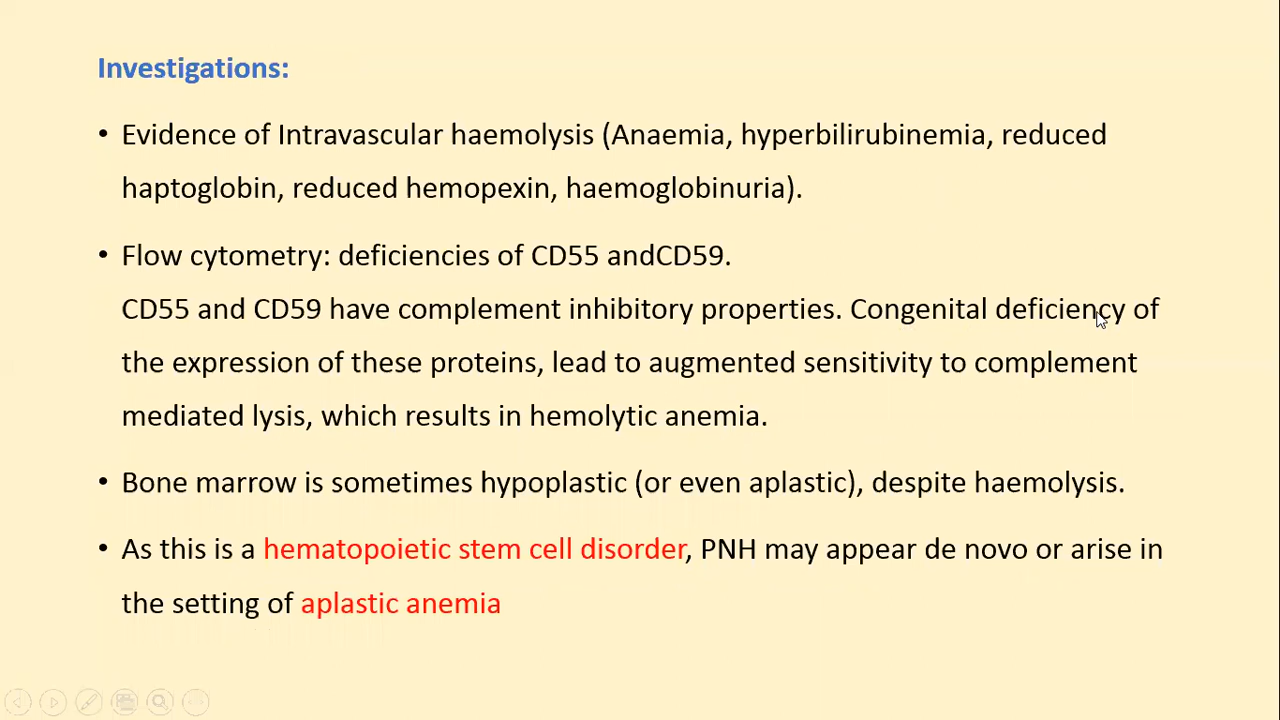 Investigations:
• Evidence of Intravascular haemolysis (Anaemia, hyperbilirubinemia, reduced
haptoglobin, reduced hemopexin, haemoglobinuria).
• Flow cytometry: deficiencies of CD55 andCD59.
CD55 and CD59 have complement inhibitory properties. Congenital deficiency of
the expression of these proteins, lead to augmented sensitivity to complement
mediated lysis, which results in hemolytic anemia.
• Bone marrow is sometimes hypoplastic (or even aplastic), despite haemolysis.
• As this is a hematopoietic stem cell disorder, PNH may appear de novo or arise in
the setting of aplastic anemia